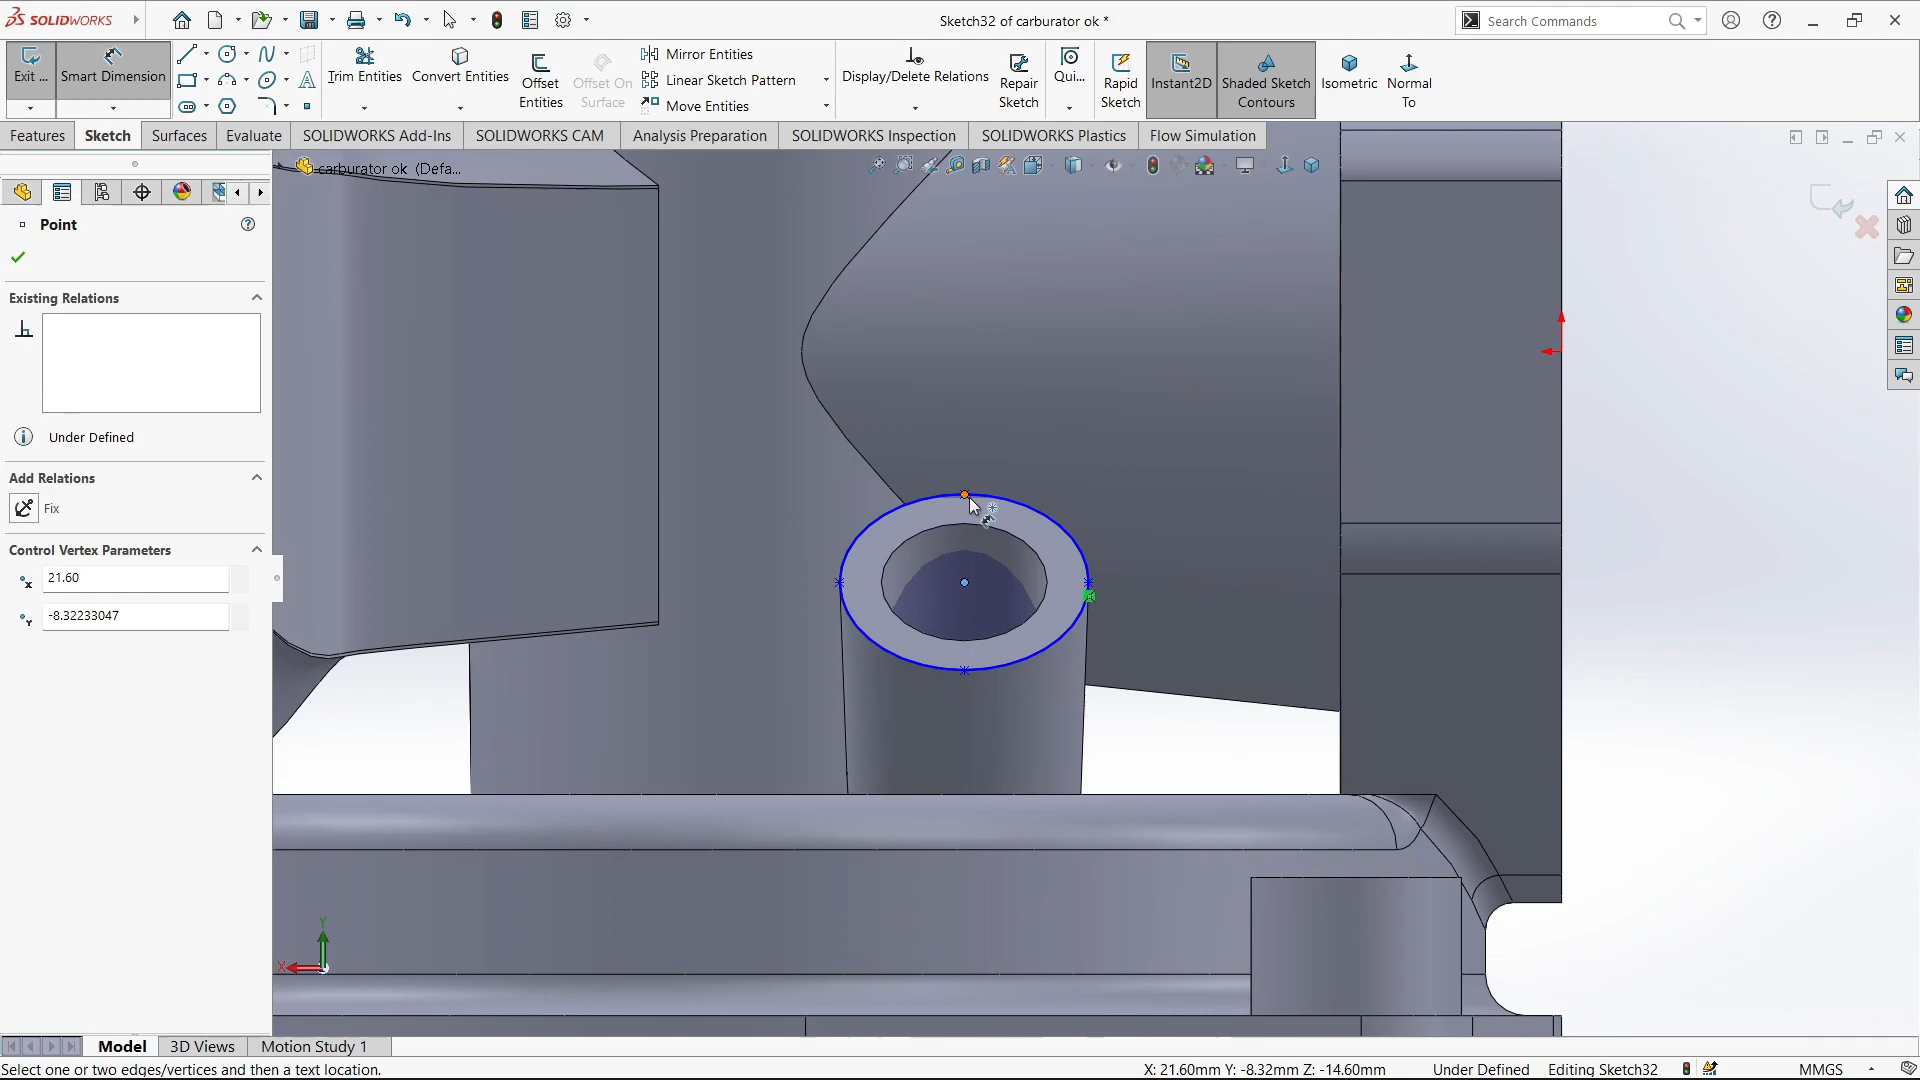 SOLIDWORKS
Sketch32 of carburator ok *
Search Commands
Exit ...
Smart Dimension
Trim Entities
Convert Entities
Offset Entities
Offset On Surface
Mirror Entities
Linear Sketch Pattern
Move Entities
Display/Delete Relations
Repair Sketch
Qui...
Rapid Sketch
Instant2D
Shaded Sketch Contours
Isometric
Normal To
Features
Sketch
Surfaces
Evaluate
SOLIDWORKS Add-Ins
SOLIDWORKS CAM
Analysis Preparation
SOLIDWORKS Inspection
SOLIDWORKS Plastics
Flow Simulation
carburator ok (Defa...
Point
Existing Relations
Under Defined
Add Relations
Fix
Control Vertex Parameters
X 21.60
Y -8.32233047
Y
X
Model
3D Views
Motion Study 1
Select one or two edges/vertices and then a text location.
X: 21.60mm Y: -8.32mm Z: -14.60mm
Under Defined
Editing Sketch32
MMGS